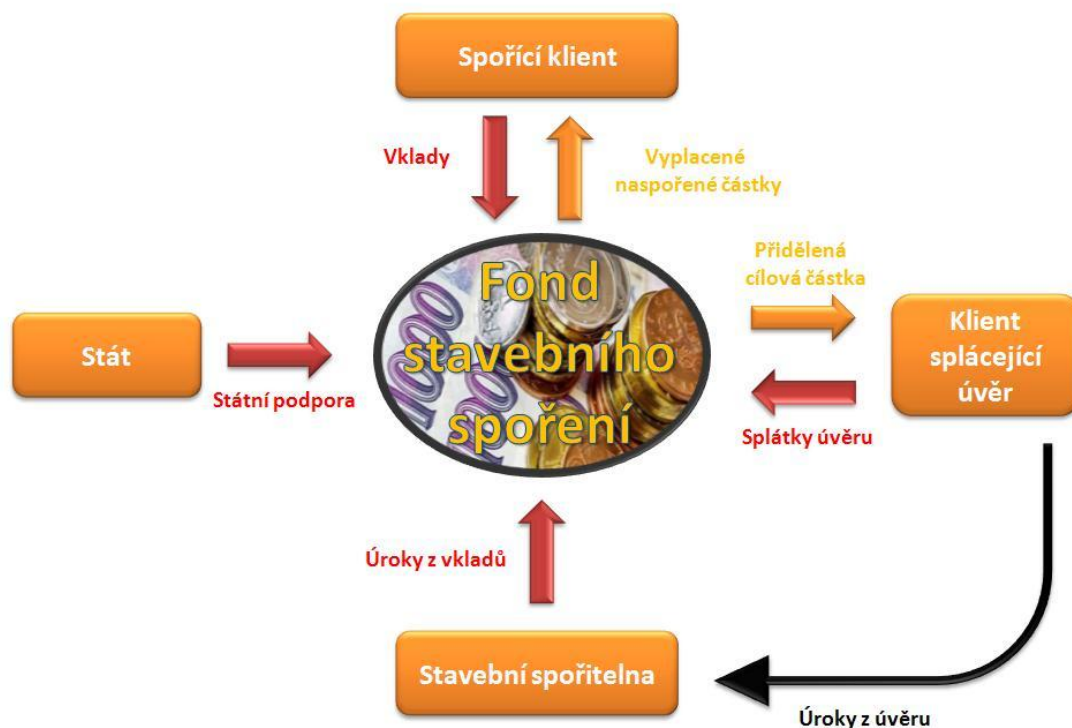 Spořící klient
Vklady
Vyplacené
naspořené částky
Fond
stavebního
spoření
Přidělená
cílová částka
Stát
Státní podpora
Klient
splácející
úvěr
Splátky úvěru
Úroky z vkladů
Stavební spořitelna
Úroky z úvěru